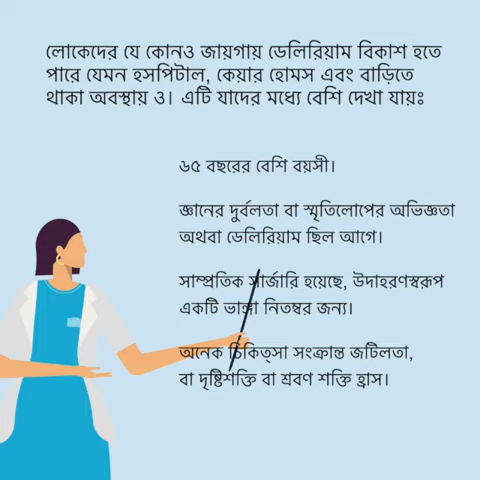 লোকেদের যে কোনও জায়গায় ডেলিরিয়াম বিকাশ হতে
পারে যেমন হসপিটাল, কেয়ার হোমস এবং বাড়িতে
থাকা অবস্থায় ও। এটি যাদের মধ্যে বেশি দেখা যায়ঃ
৬৫ বছরের বেশি বয়সী।
জ্ঞানের দুর্বলতা বা স্মৃতিলোপের অভিজ্ঞতা
অথবা ডেলিরিয়াম ছিল আগে।
সাম্প্রতিক সার্জারি হয়েছে, উদাহরণস্বরূপ
একটি ভাঙ্গা নিতম্বর জন্য।
অনেক চিকিত্সা সংক্রান্ত জটিলতা,
বা দৃষ্টিশক্তি বা শ্রবণ শক্তি হ্রাস।